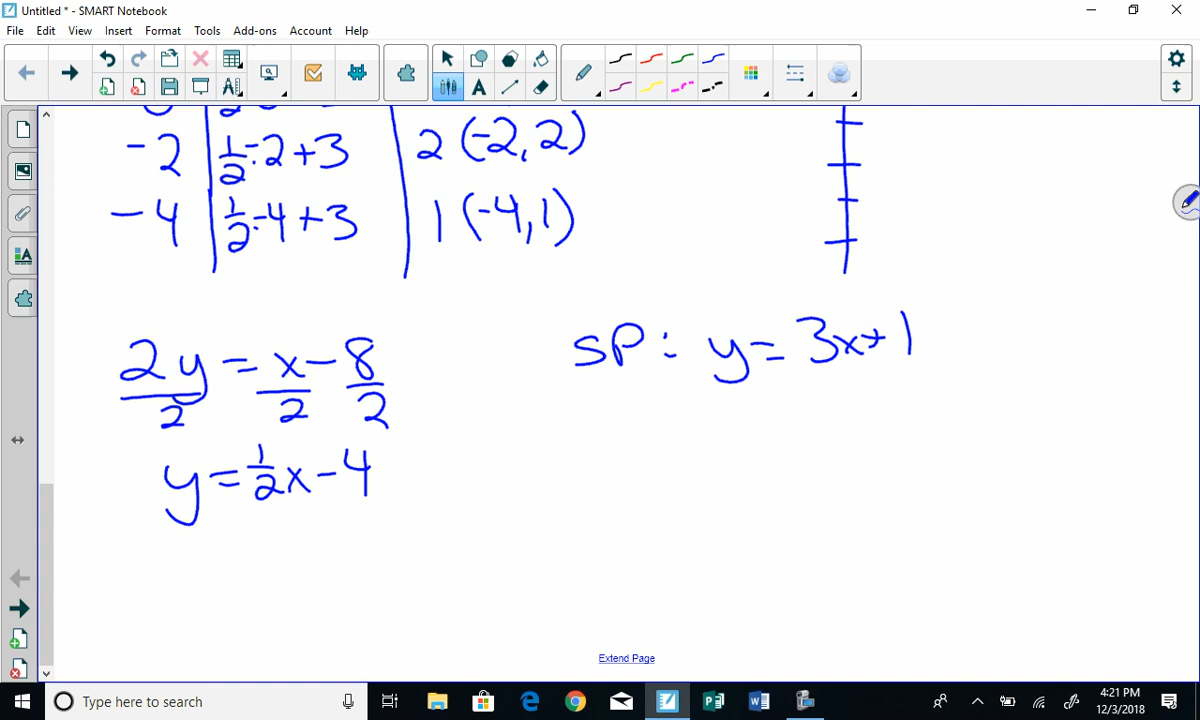 Untitled * - SMART Notebook
File Edit View Insert Format Tools Add-ons Account Help
-2 | 1/2·-2+3 | 2 (-2, 2)
-4 | 1/2·-4+3 | 1 (-4, 1)
2y/2 = x/2 - 8/2
y = 1/2x - 4
SP: y = 3x + 1
Extend Page
Type here to search
4:21 PM
12/3/2018